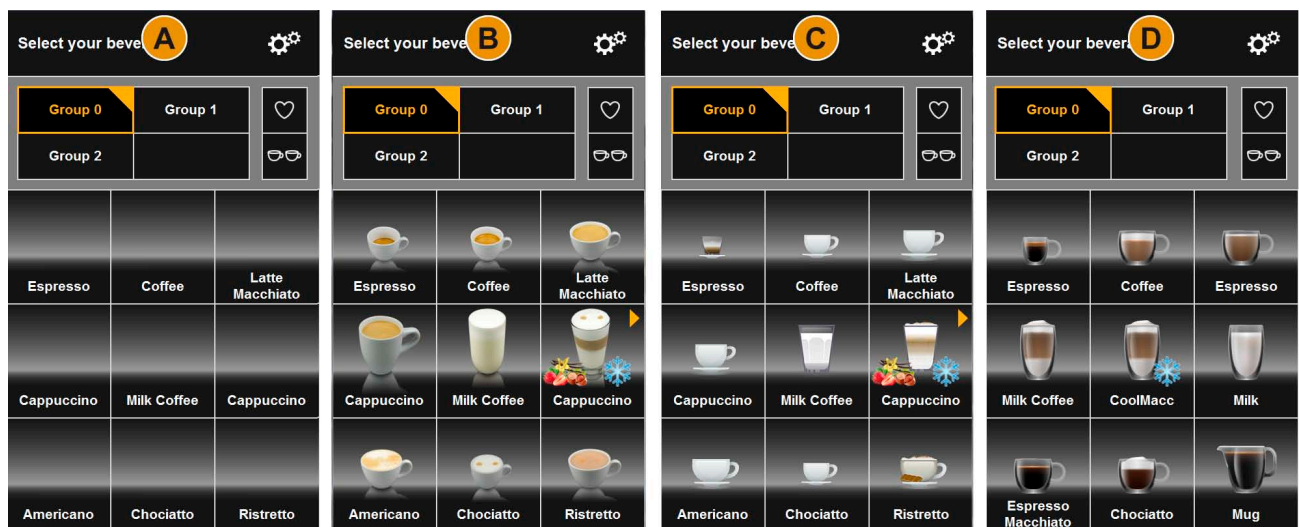 Select your beve A
Group 0 Group 1
Group 2
Espresso Coffee Latte
Macchiato
Cappuccino Milk Coffee Cappuccino
Americano Chociatto Ristretto
Select your beve B
Group 0 Group 1
Group 2
Espresso Coffee Latte
Macchiato
Cappuccino Milk Coffee Cappuccino
Americano Chociatto Ristretto
Select your beve C
Group 0 Group 1
Group 2
Espresso Coffee Latte
Macchiato
Cappuccino Milk Coffee Cappuccino
Americano Chociatto Ristretto
Select your bevera D
Group 0 Group 1
Group 2
Espresso Coffee Espresso
Milk Coffee CoolMacc Milk
Espresso
Macchiato Chociatto Mug